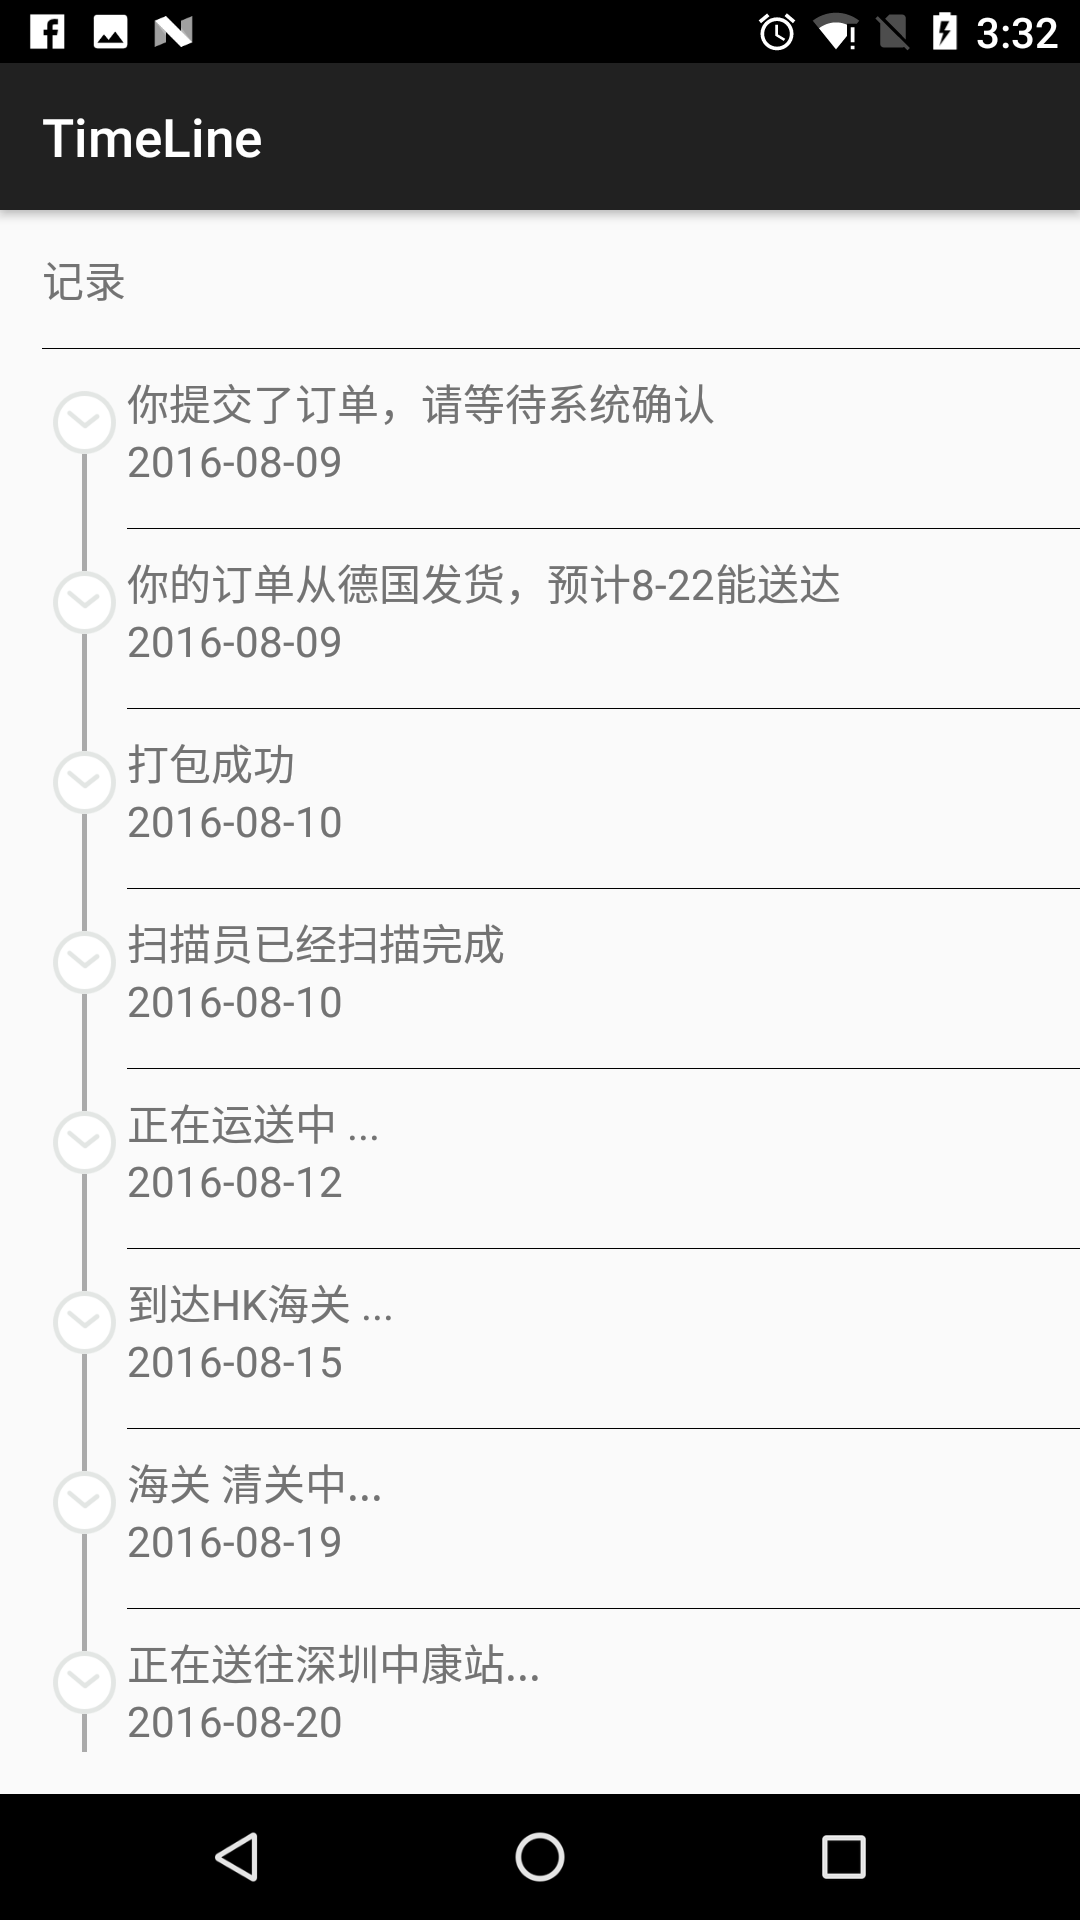 3:32
TimeLine
记录
你提交了订单，请等待系统确认
2016-08-09
你的订单从德国发货，预计8-22能送达
2016-08-09
打包成功
2016-08-10
扫描员已经扫描完成
2016-08-10
正在运送中 ...
2016-08-12
到达HK海关 ...
2016-08-15
海关 清关中...
2016-08-19
正在送往深圳中康站...
2016-08-20